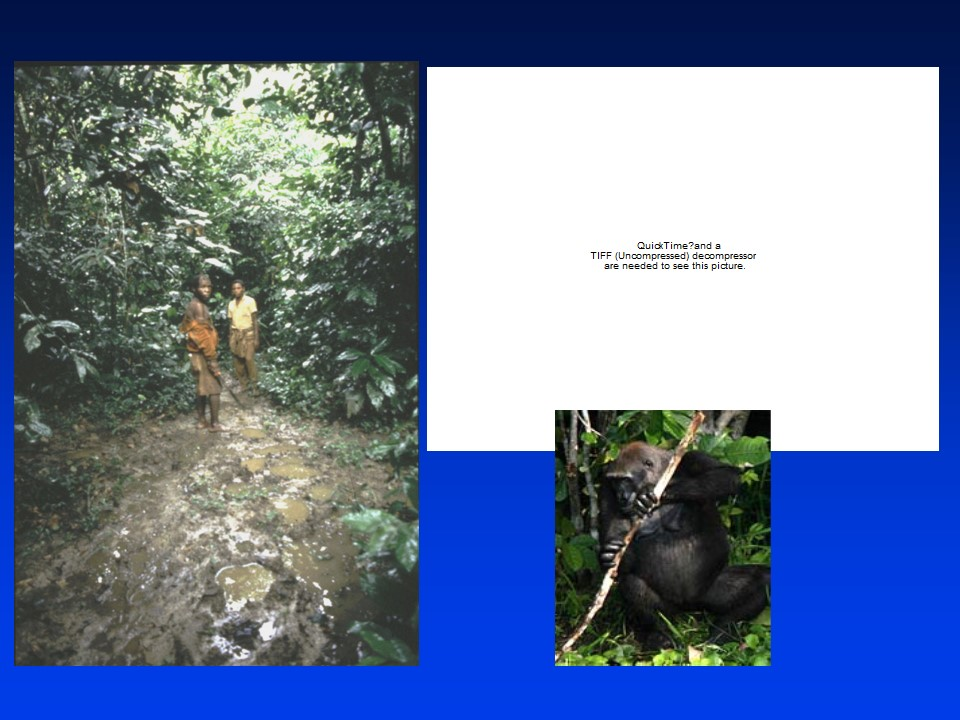 QuickTime?and a
TIFF (Uncompressed) decompressor
are needed to see this picture.